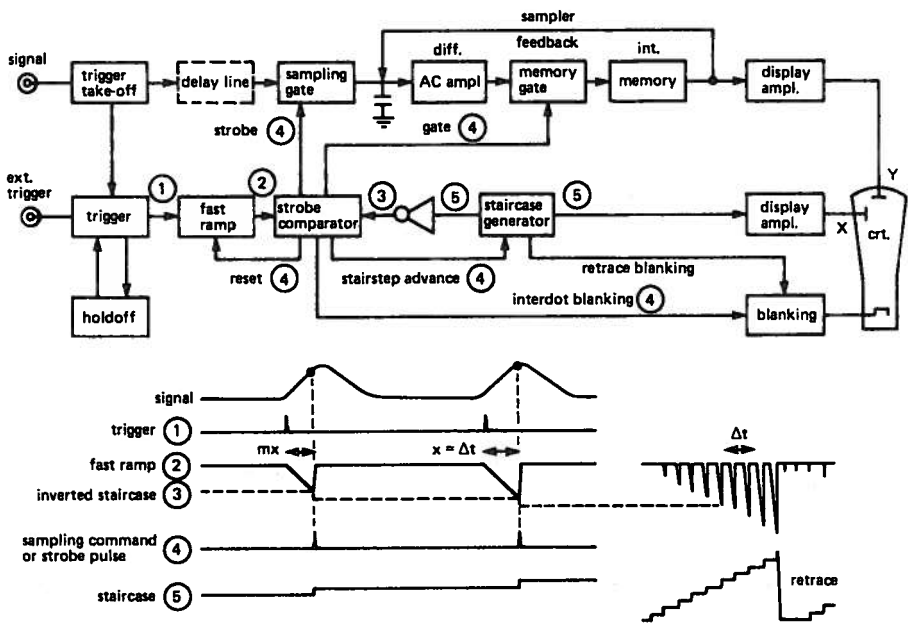 sampler
signal
trigger
take-off
delay line
sampling
gate
diff.
AC ampl
feedback
memory
gate
int.
memory
display
ampl.
strobe 4
gate 4
Y
ext.
trigger
trigger
1
fast
ramp
2
strobe
comparator
3
5
staircase
generator
5
display
ampl.
X
crt.
reset 4
stairstep advance 4
retrace blanking
interdot blanking 4
holdoff
blanking
signal
trigger 1
mx
x = Δt
Δt
fast ramp 2
inverted staircase 3
sampling command
or strobe pulse 4
staircase 5
retrace